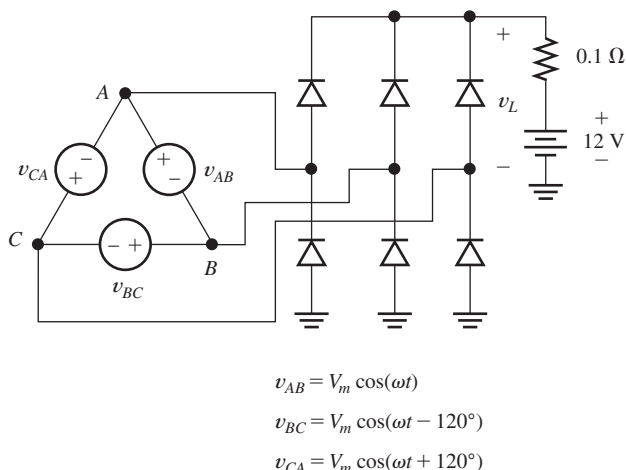 +
0.1 Ω
A
v_L
+
12 V
−
−
+
v_CA
+
−
v_AB
−
C
− +
B
v_BC
v_AB = V_m cos(ωt)
v_BC = V_m cos(ωt − 120°)
v_CA = V_m cos(ωt + 120°)